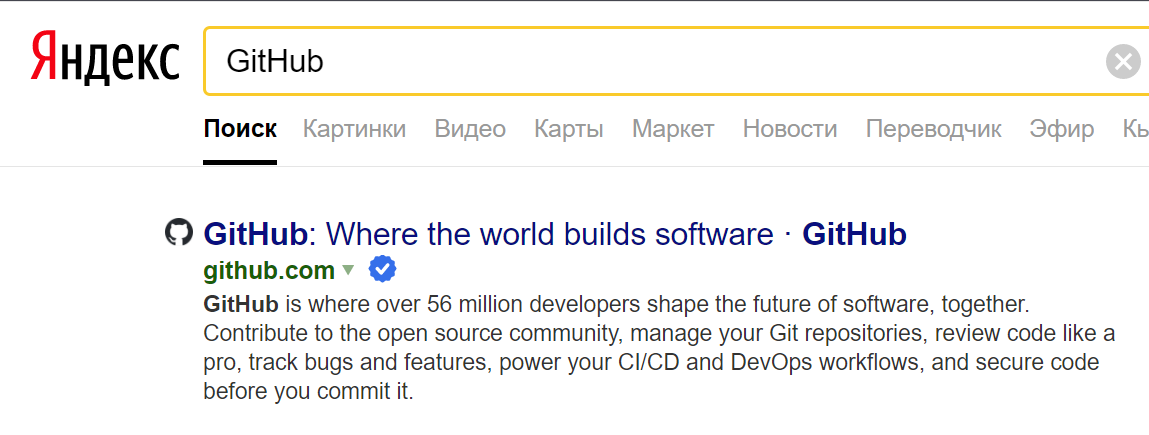 Яндекс
GitHub
Поиск Картинки Видео Карты Маркет Новости Переводчик Эфир
GitHub: Where the world builds software · GitHub
github.com
GitHub is where over 56 million developers shape the future of software, together.
Contribute to the open source community, manage your Git repositories, review code like a
pro, track bugs and features, power your CI/CD and DevOps workflows, and secure code
before you commit it.